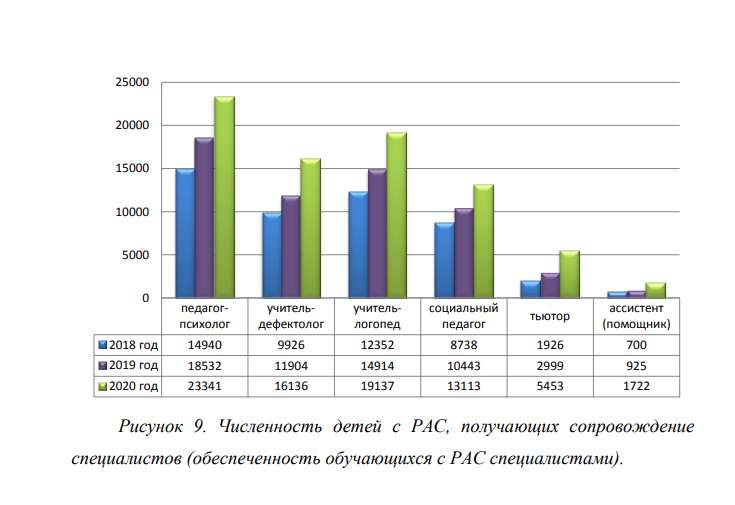 25000
20000
15000
10000
5000
0
педагог-
психолог
учитель-
дефектолог
учитель-
логопед
социальный
педагог
тьютор
ассистент
(помощник)
2018 год 14940 9926 12352 8738 1926 700
2019 год 18532 11904 14914 10443 2999 925
2020 год 23341 16136 19137 13113 5453 1722
Рисунок 9. Численность детей с РАС, получающих сопровождение
специалистов (обеспеченность обучающихся с РАС специалистами).